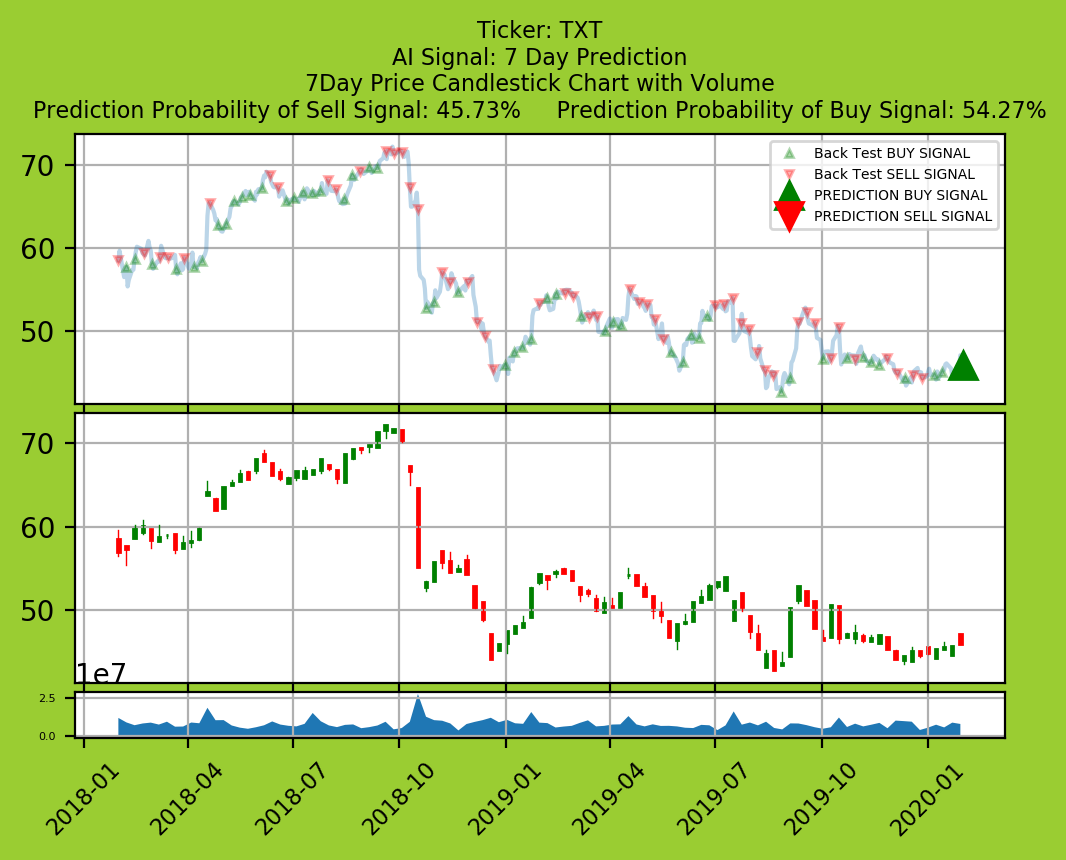 Ticker: TXT
AI Signal: 7 Day Prediction
7Day Price Candlestick Chart with Volume
Prediction Probability of Sell Signal: 45.73% Prediction Probability of Buy Signal: 54.27%
Back Test BUY SIGNAL
Back Test SELL SIGNAL
PREDICTION BUY SIGNAL
PREDICTION SELL SIGNAL
70
60
50
70
60
50
1e7
2.5
0.0
2018-01
2018-04
2018-07
2018-10
2019-01
2019-04
2019-07
2019-10
2020-01